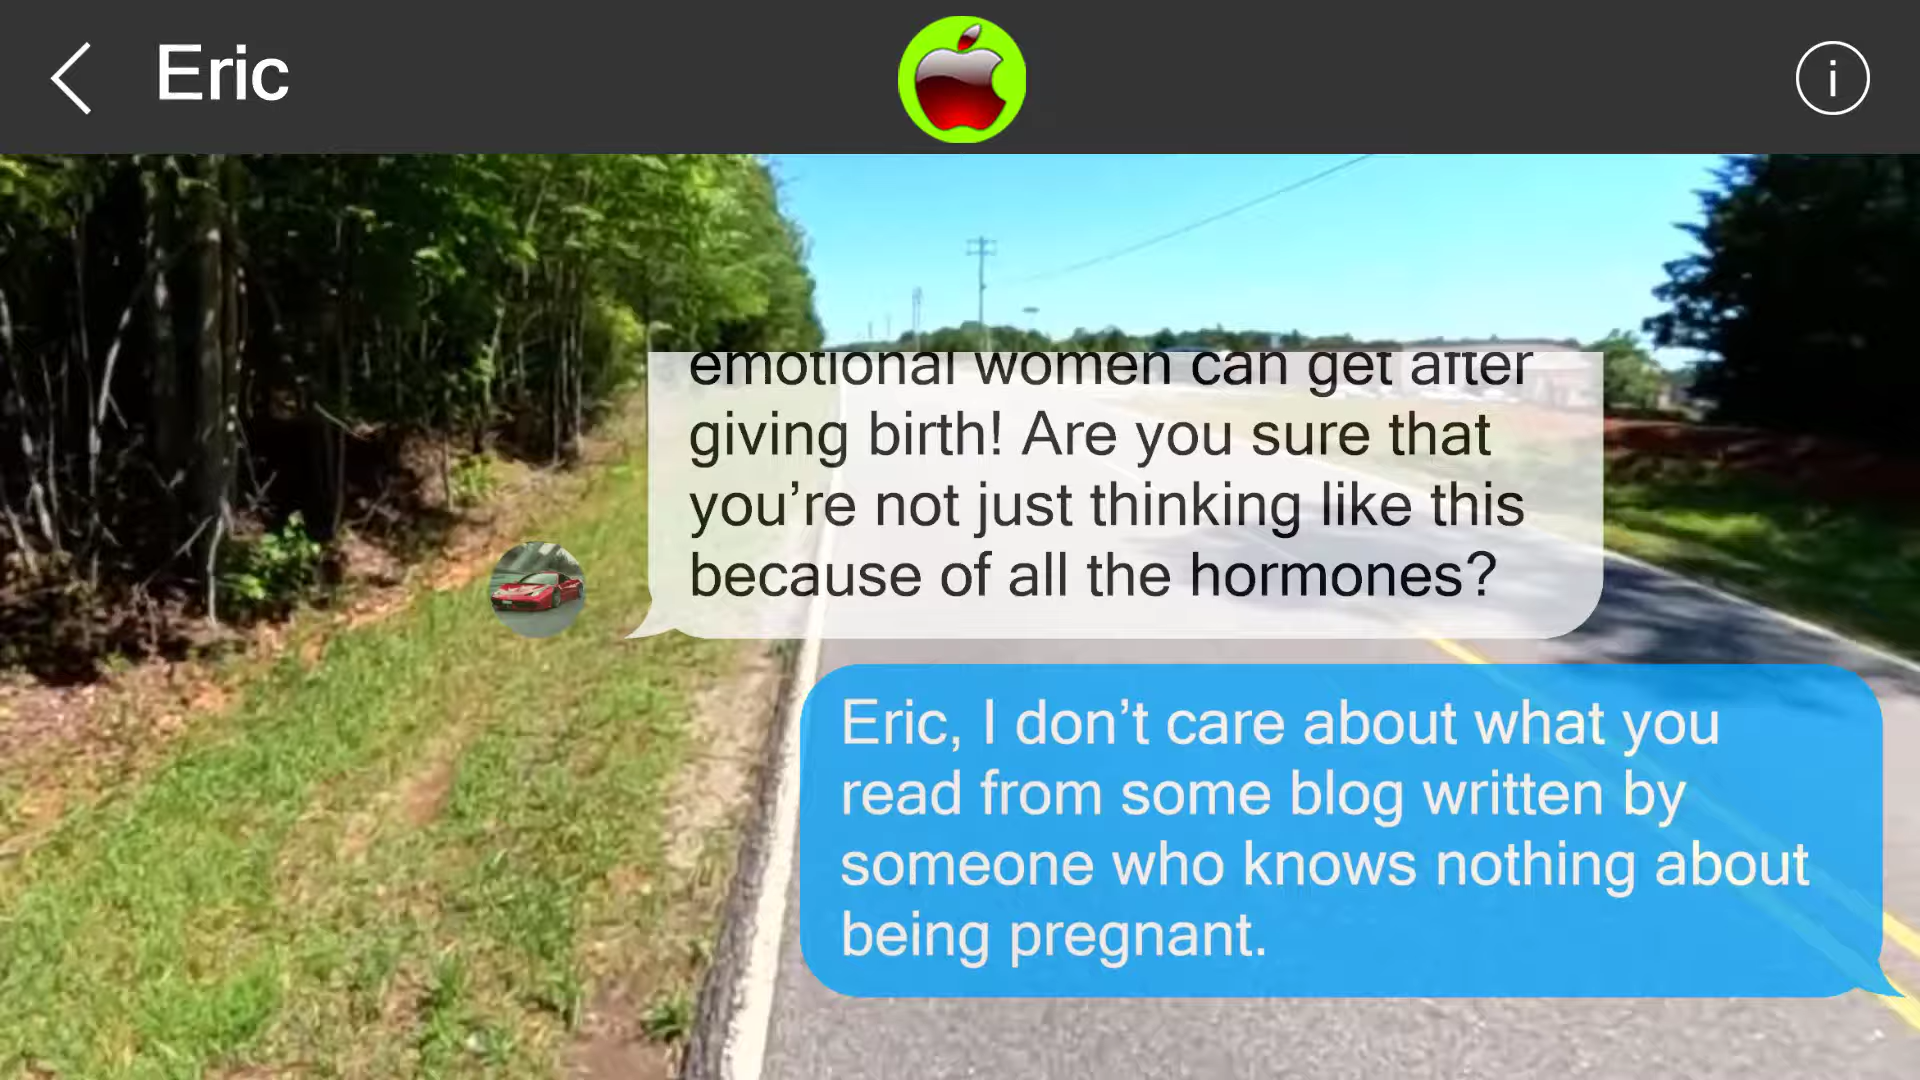 Eric
i
emotional women can get after
giving birth! Are you sure that
you’re not just thinking like this
because of all the hormones?
Eric, I don’t care about what you
read from some blog written by
someone who knows nothing about
being pregnant.